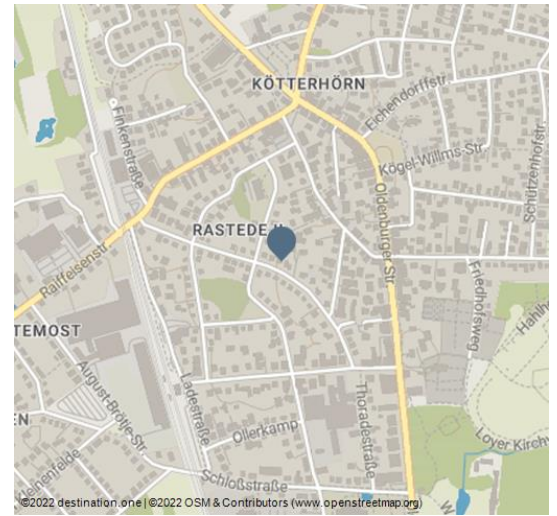 KÖTTERHÖRN
Eichendorffstr.
Finkenstraße
Kögel-Willms-Str.
Schützenhofstr.
Oldenburger Str
RASTEDE II
Raiffeisenstr.
Friedhofsweg
TEMOST
EN
August-Brötje-Str.
Ladestraße
Thoradestraße
Ollerkamp
Loyer Kirchw
Schloßstraße
©2022 destination.one | ©2022 OSM & Contributors (www.openstreetmap.org)